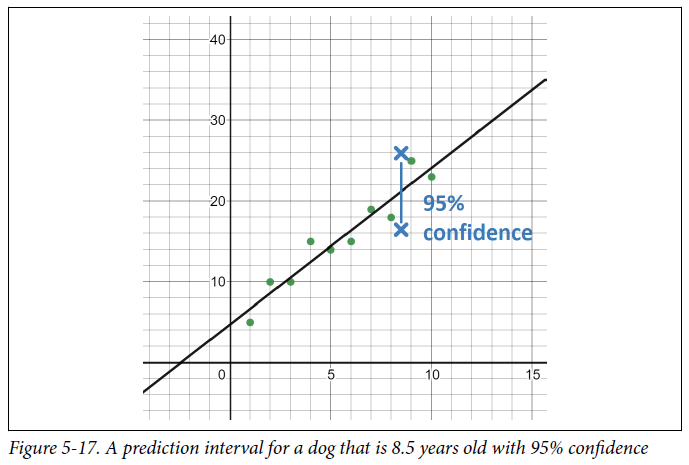 40
30
20
95%
confidence
10
0 5 10 15
Figure 5-17. A prediction interval for a dog that is 8.5 years old with 95% confidence